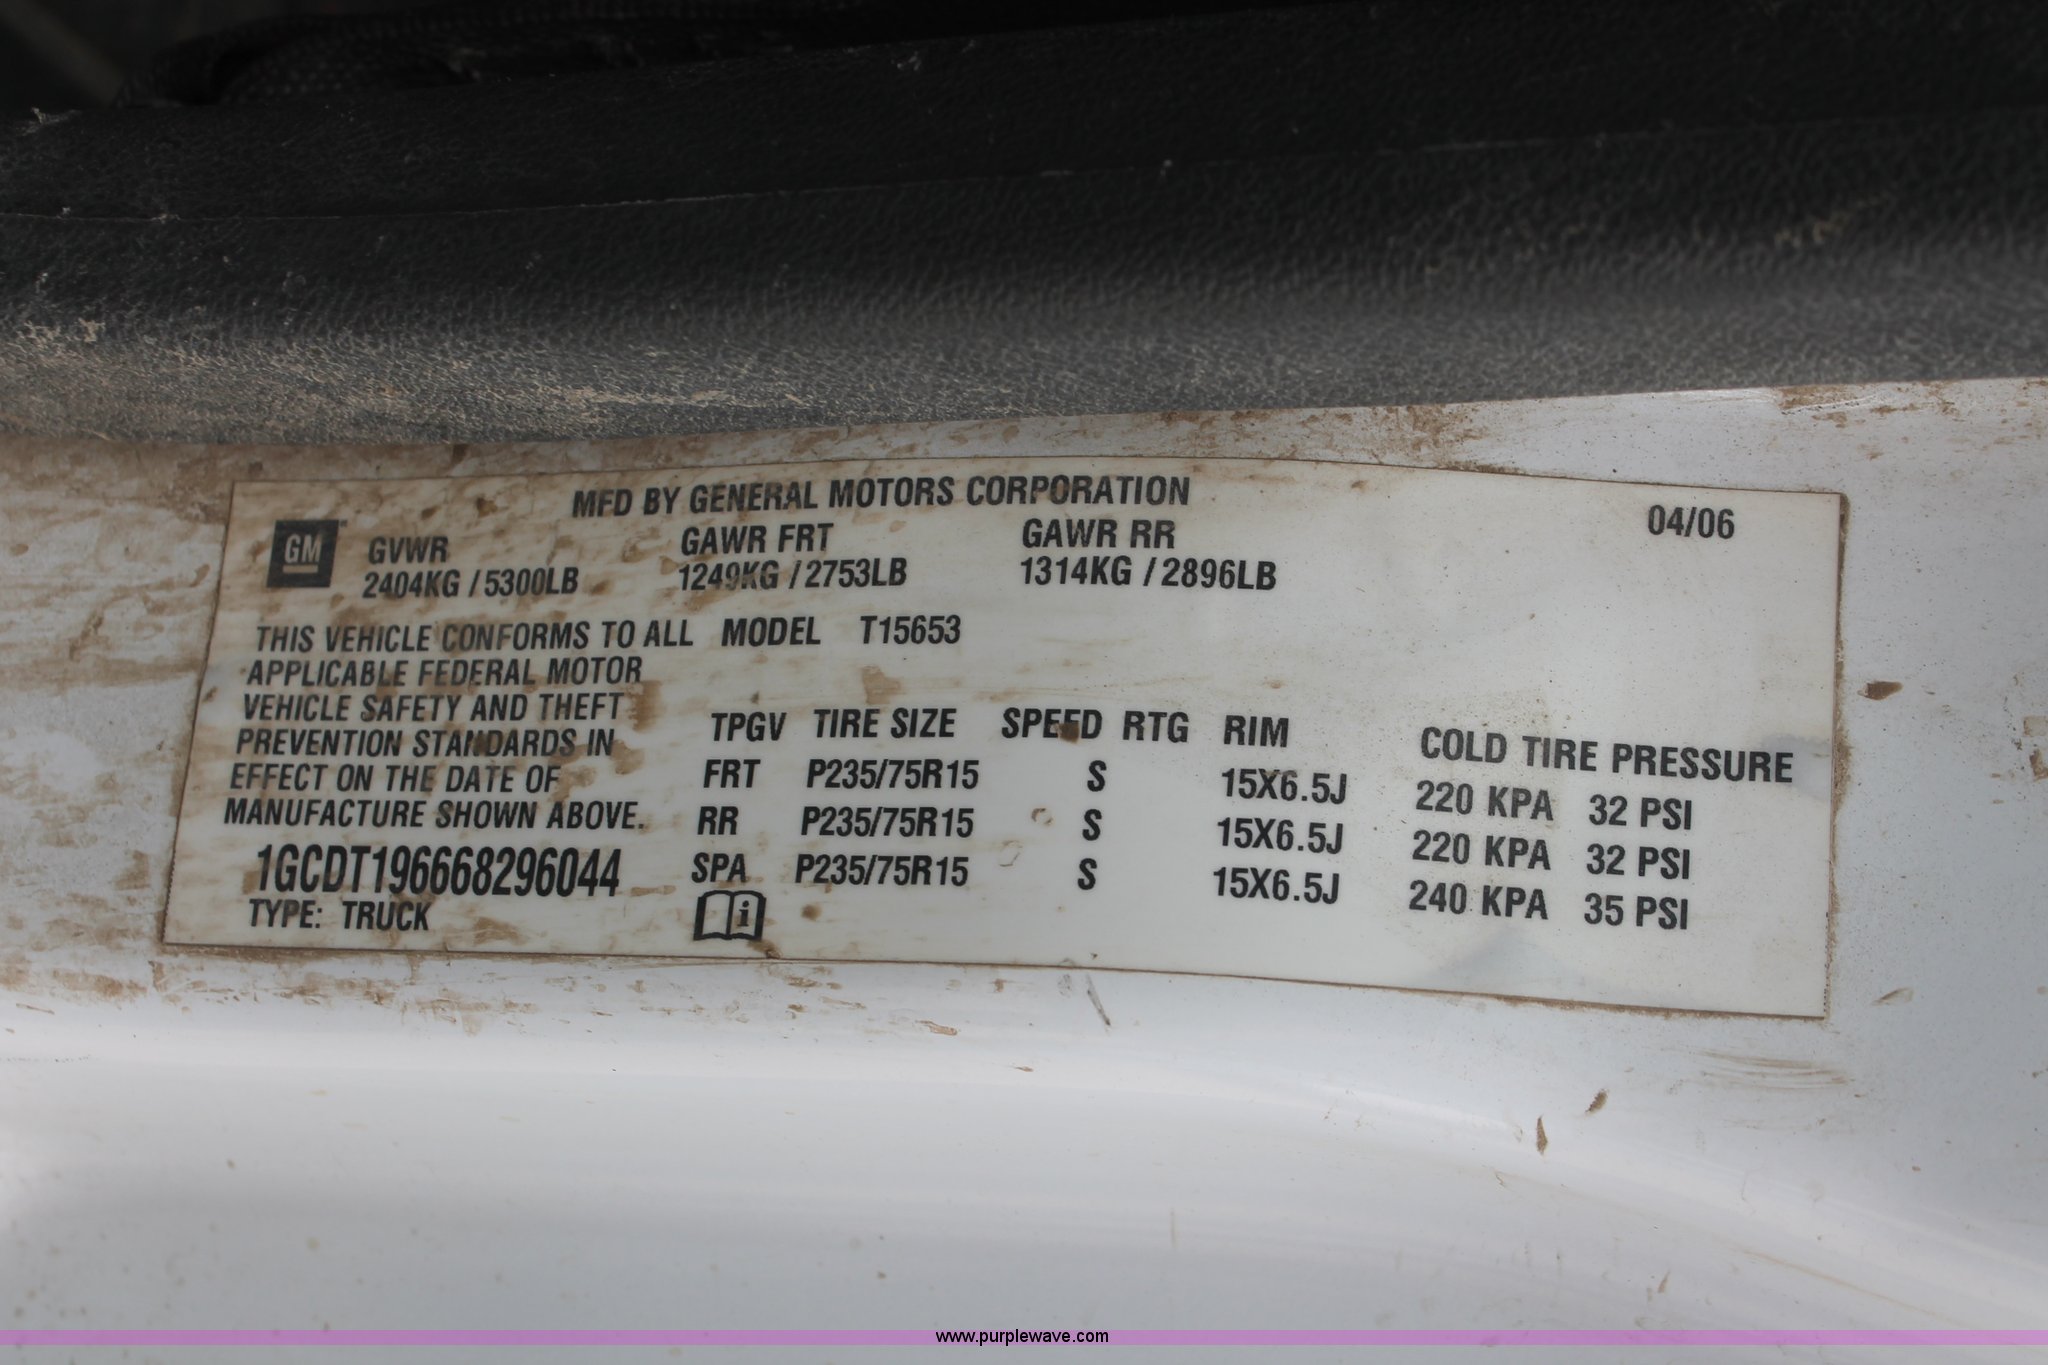 MFD BY GENERAL MOTORS CORPORATION
04/06
GM
GVWR GAWR FRT GAWR RR
2404KG / 5300LB 1249KG / 2753LB 1314KG / 2896LB
THIS VEHICLE CONFORMS TO ALL MODEL T15653
APPLICABLE FEDERAL MOTOR
VEHICLE SAFETY AND THEFT
PREVENTION STANDARDS IN
EFFECT ON THE DATE OF
MANUFACTURE SHOWN ABOVE.
1GCDT196668296044
TYPE: TRUCK
TPGV TIRE SIZE SPEED RTG RIM COLD TIRE PRESSURE
FRT P235/75R15 S 15X6.5J 220 KPA 32 PSI
RR P235/75R15 S 15X6.5J 220 KPA 32 PSI
SPA P235/75R15 S 15X6.5J 240 KPA 35 PSI
i
www.purplewave.com